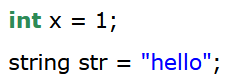 int x = 1;
string str = "hello";